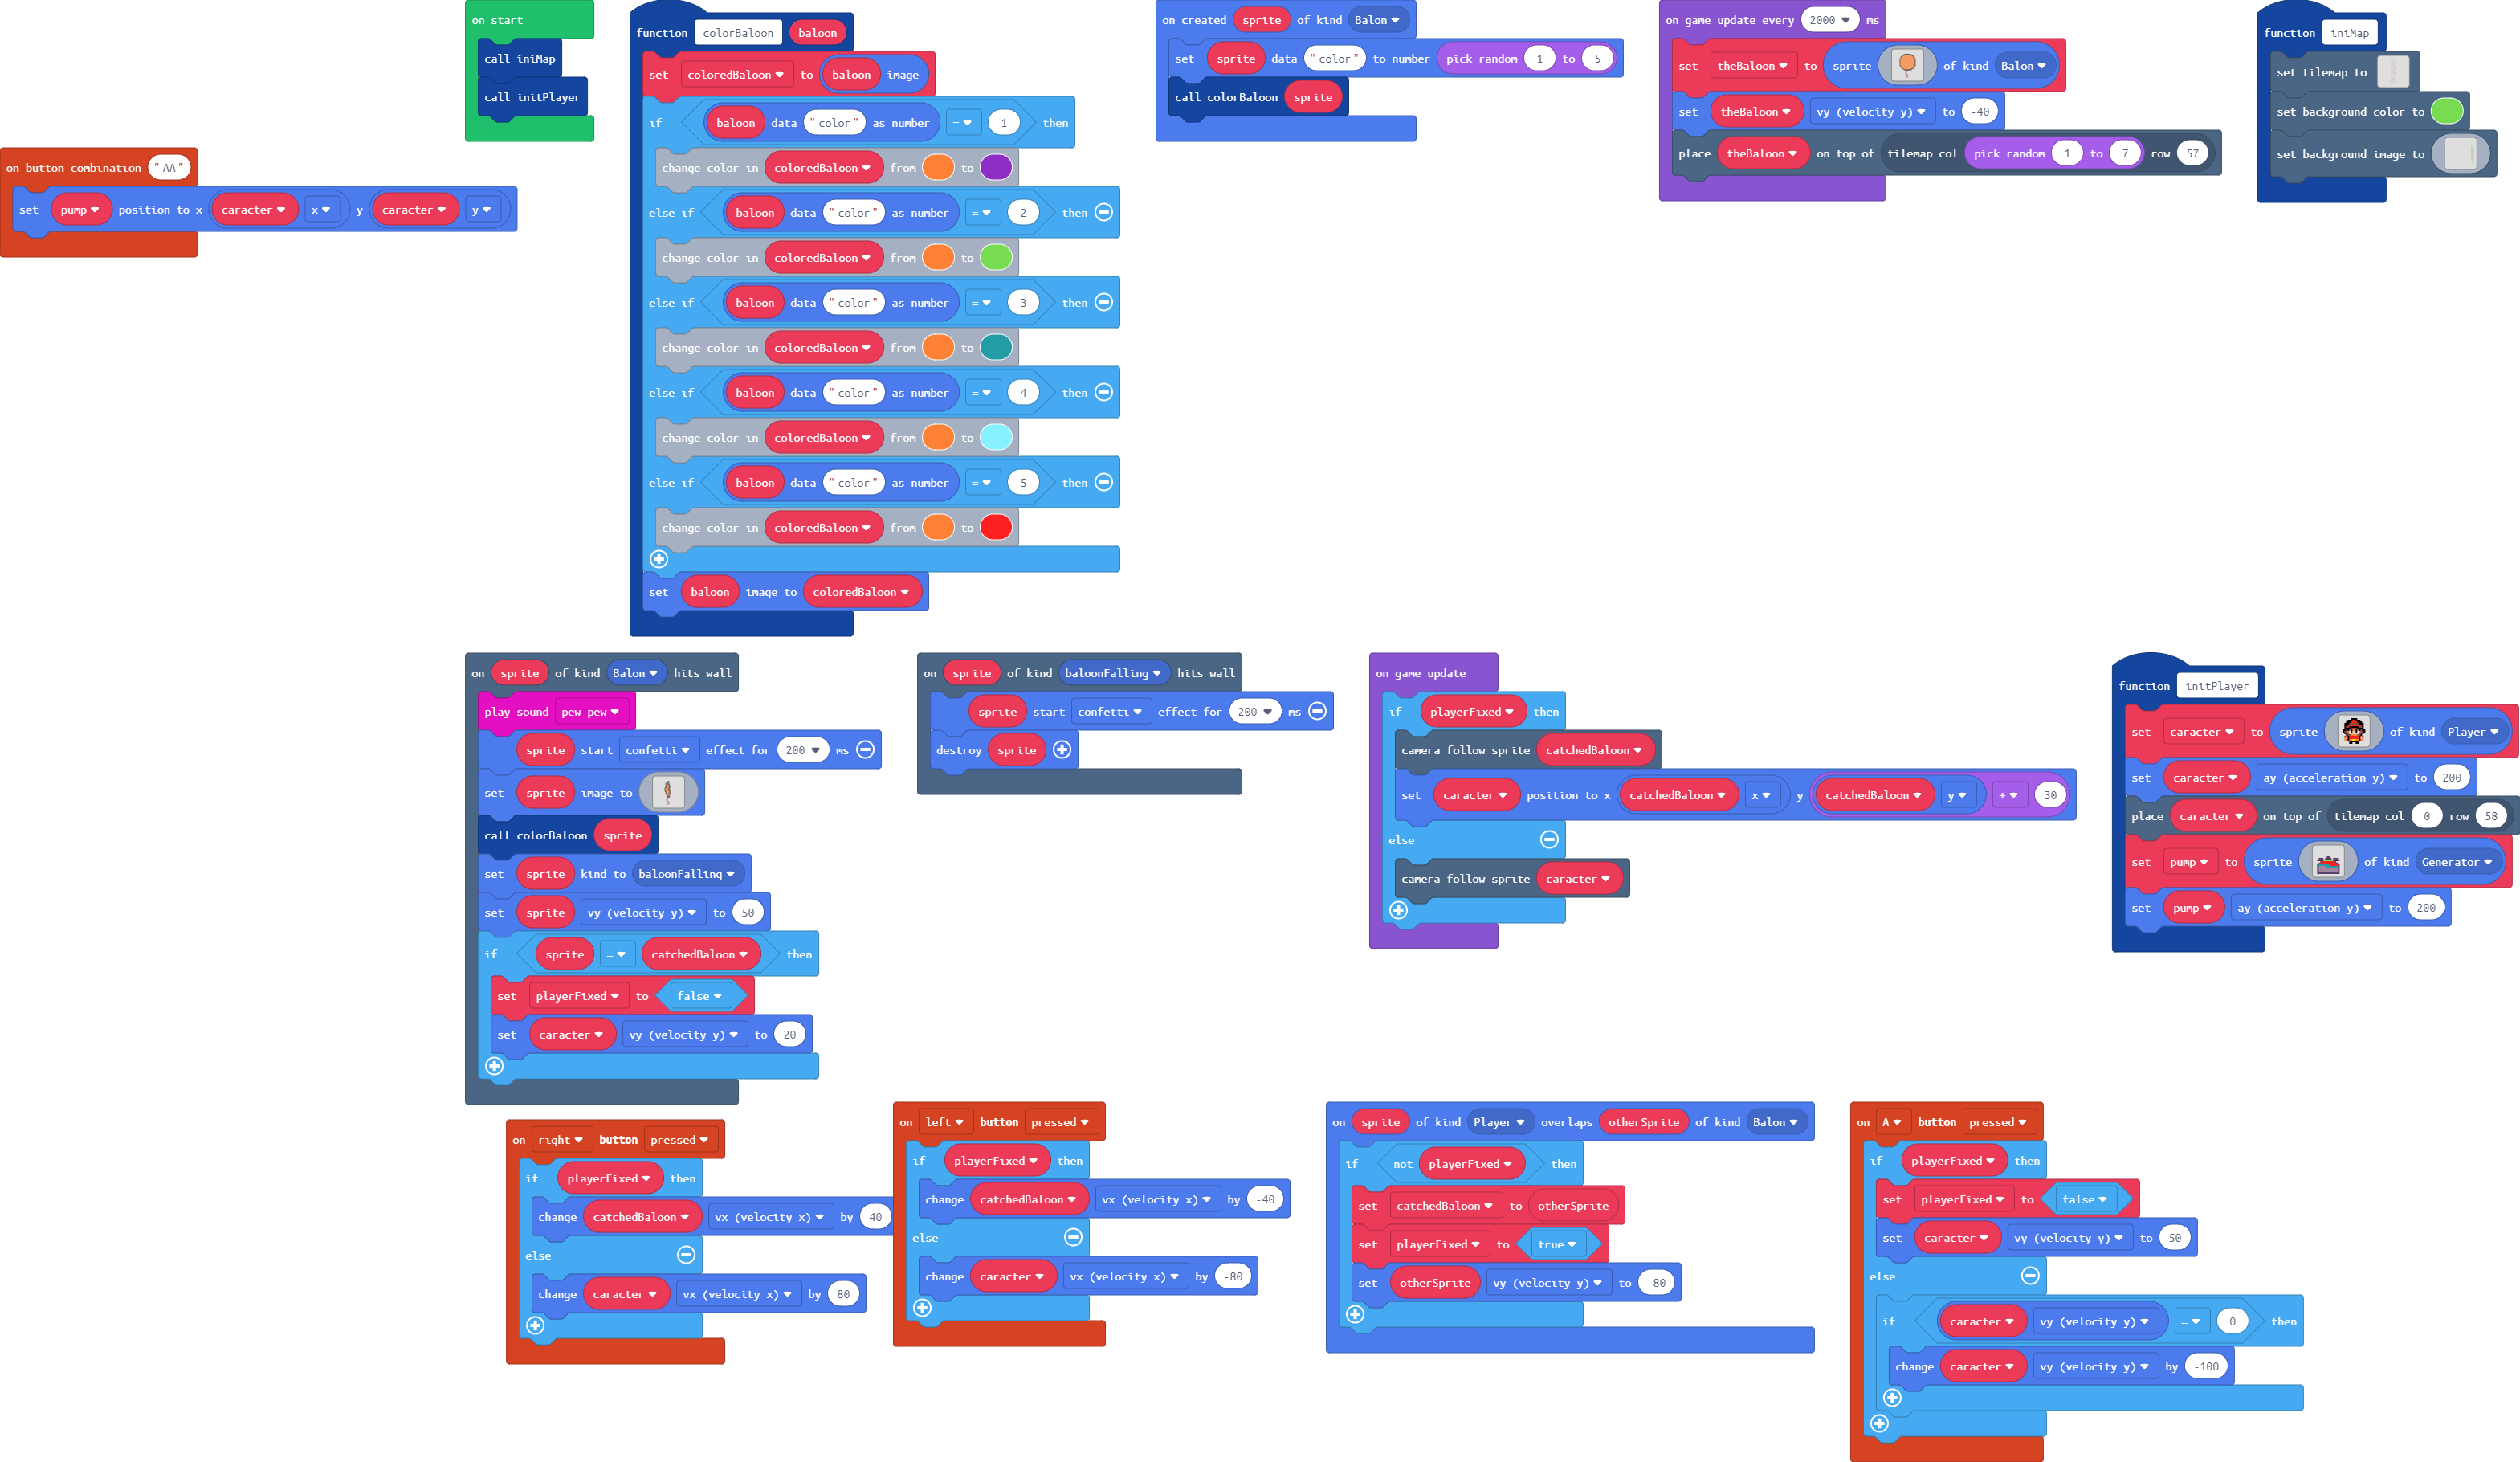 on start
call iniMap
call initPlayer
on button combination "AA"
set pump position to x caracter x y caracter y
function colorBaloon baloon
set coloredBaloon to baloon image
if baloon data "color" as number = 1 then
change color in coloredBaloon from to
else if baloon data "color" as number = 2 then
change color in coloredBaloon from to
else if baloon data "color" as number = 3 then
change color in coloredBaloon from to
else if baloon data "color" as number = 4 then
change color in coloredBaloon from to
else if baloon data "color" as number = 5 then
change color in coloredBaloon from to
set baloon image to coloredBaloon
on created sprite of kind Balon
set sprite data "color" to number pick random 1 to 5
call colorBaloon sprite
on game update every 2000 ms
set theBaloon to sprite of kind Balon
set theBaloon vy (velocity y) to -40
place theBaloon on top of tilemap col pick random 1 to 7 row 57
function iniMap
set tilemap to
set background color to
set background image to
on sprite of kind Balon hits wall
play sound pew pew
sprite start confetti effect for 200 ms
set sprite image to
call colorBaloon sprite
set sprite kind to baloonFalling
set sprite vy (velocity y) to 50
if sprite = catchedBaloon then
set playerFixed to false
set caracter vy (velocity y) to 20
on sprite of kind baloonFalling hits wall
sprite start confetti effect for 200 ms
destroy sprite
on game update
if playerFixed then
camera follow sprite catchedBaloon
set caracter position to x catchedBaloon x y catchedBaloon y + 30
else
camera follow sprite caracter
function initPlayer
set caracter to sprite of kind Player
set caracter ay (acceleration y) to 200
place caracter on top of tilemap col 0 row 58
set pump to sprite of kind Generator
set pump ay (acceleration y) to 200
on right button pressed
if playerFixed then
change catchedBaloon vx (velocity x) by 40
else
change caracter vx (velocity x) by 80
on left button pressed
if playerFixed then
change catchedBaloon vx (velocity x) by -40
else
change caracter vx (velocity x) by -80
on sprite of kind Player overlaps otherSprite of kind Balon
if not playerFixed then
set catchedBaloon to otherSprite
set playerFixed to true
set otherSprite vy (velocity y) to -80
on A button pressed
if playerFixed then
set playerFixed to false
set caracter vy (velocity y) to 50
else
if caracter vy (velocity y) = 0 then
change caracter vy (velocity y) by -100